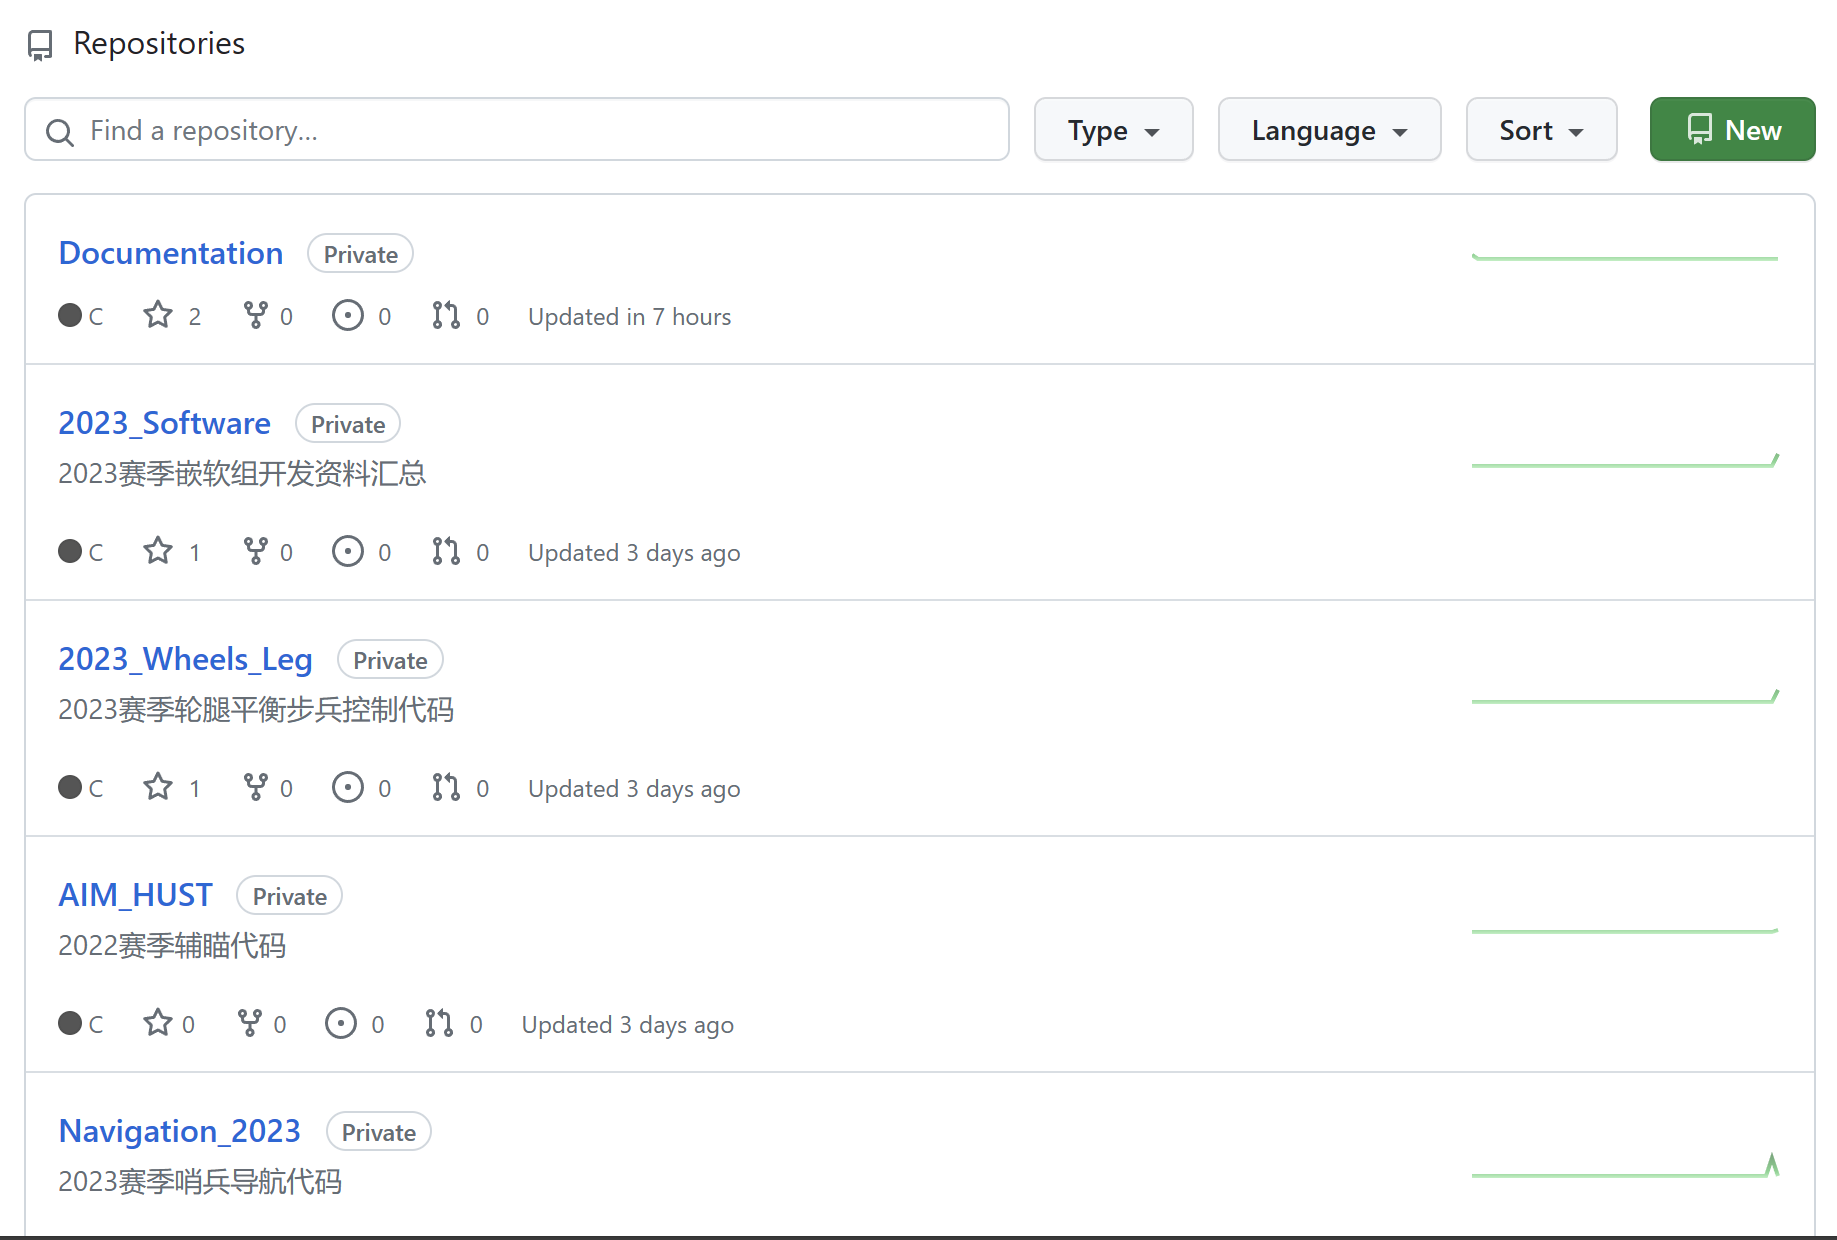 Repositories
Find a repository...
Type
Language
Sort
New
Documentation Private
C 2 0 0 0 Updated in 7 hours
2023_Software Private
2023赛季嵌软组开发资料汇总
C 1 0 0 0 Updated 3 days ago
2023_Wheels_Leg Private
2023赛季轮腿平衡步兵控制代码
C 1 0 0 0 Updated 3 days ago
AIM_HUST Private
2022赛季辅瞄代码
C 0 0 0 0 Updated 3 days ago
Navigation_2023 Private
2023赛季哨兵导航代码